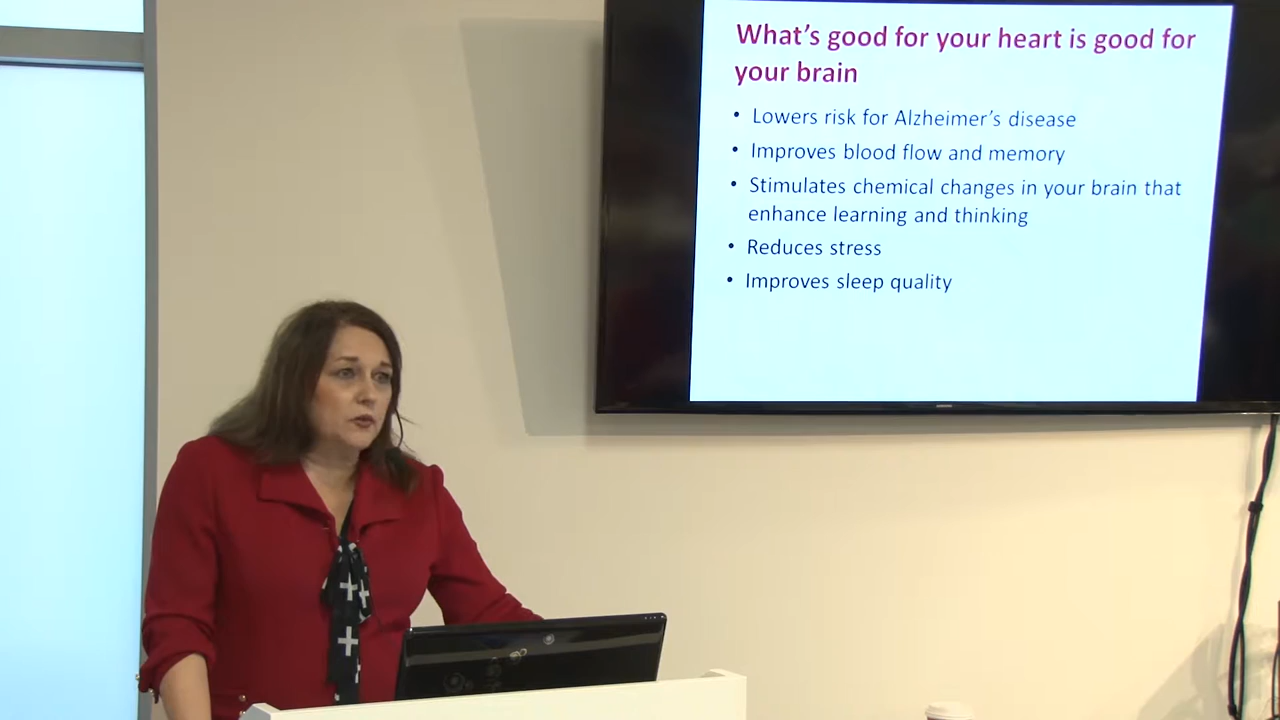 What's good for your heart is good for
your brain
• Lowers risk for Alzheimer's disease
• Improves blood flow and memory
• Stimulates chemical changes in your brain that
enhance learning and thinking
• Reduces stress
• Improves sleep quality